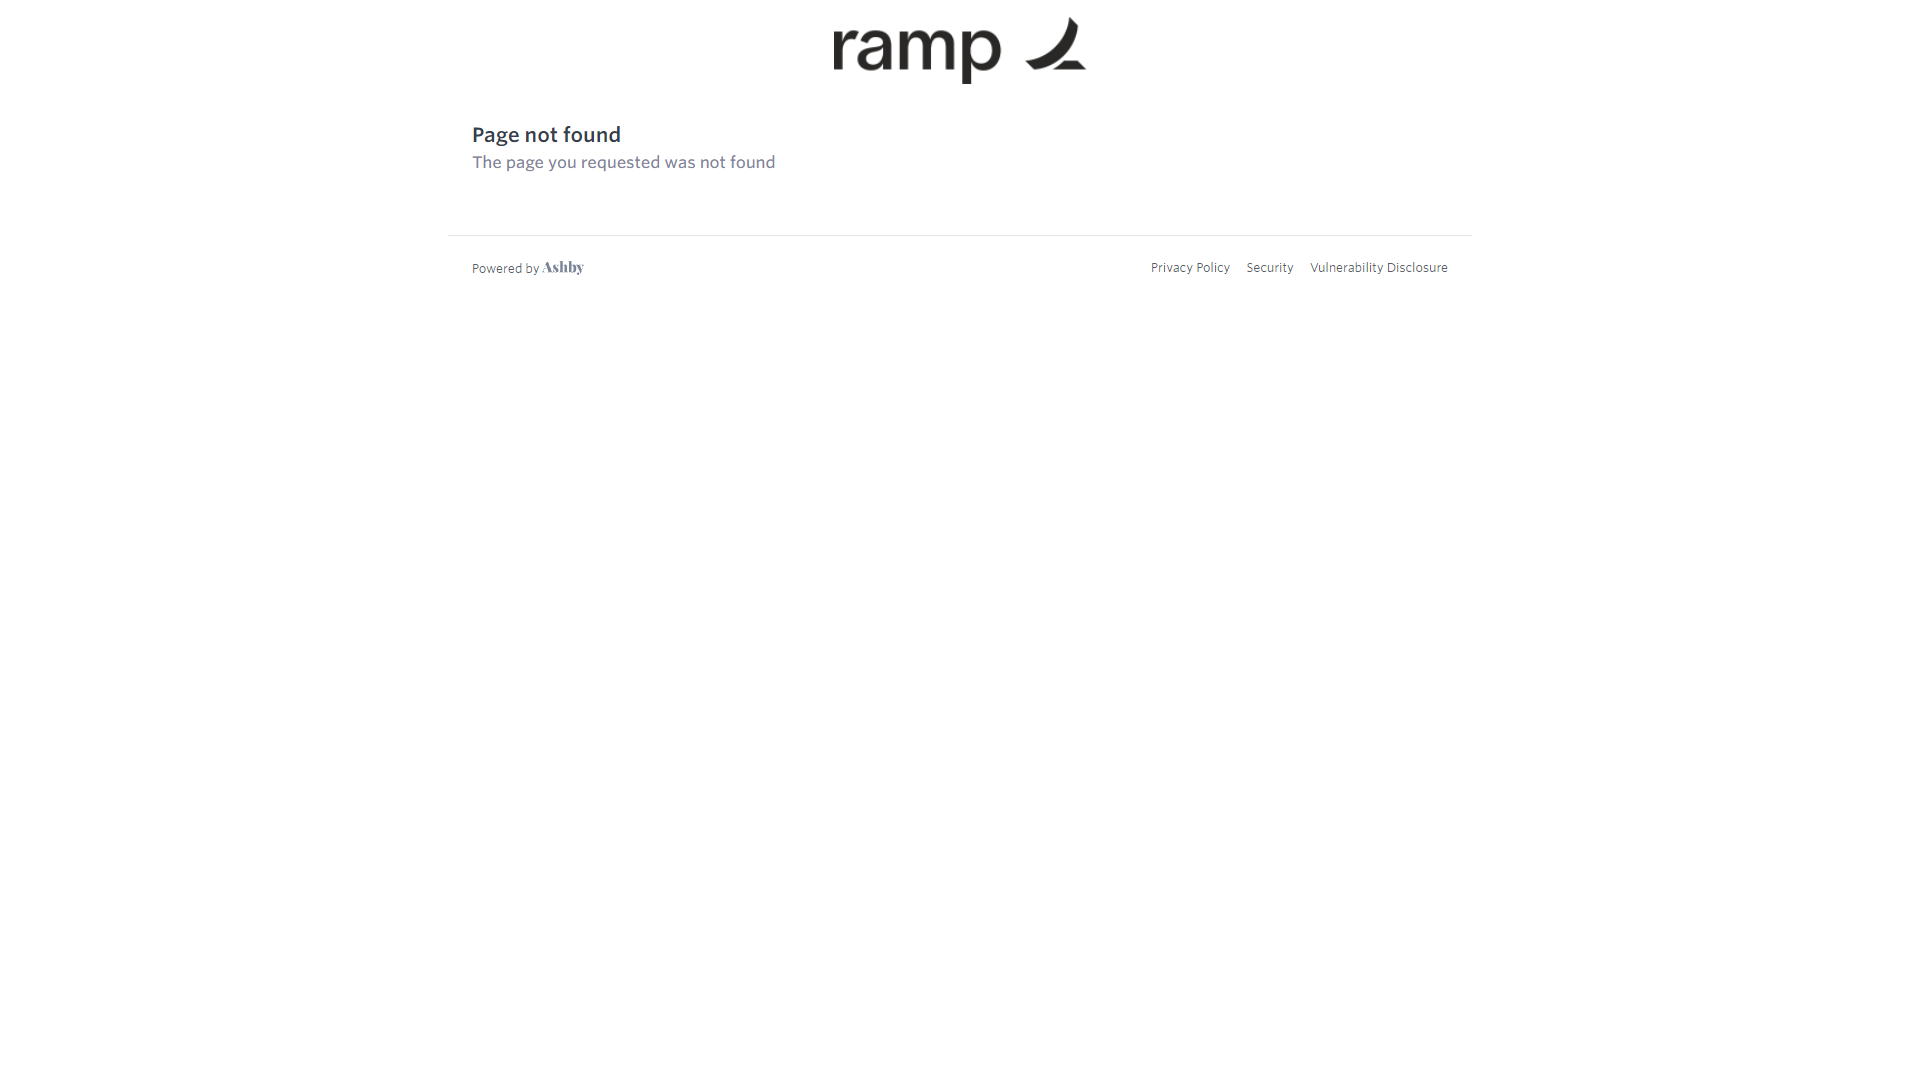 ramp
Page not found
The page you requested was not found
Powered by Ashby
Privacy Policy Security Vulnerability Disclosure